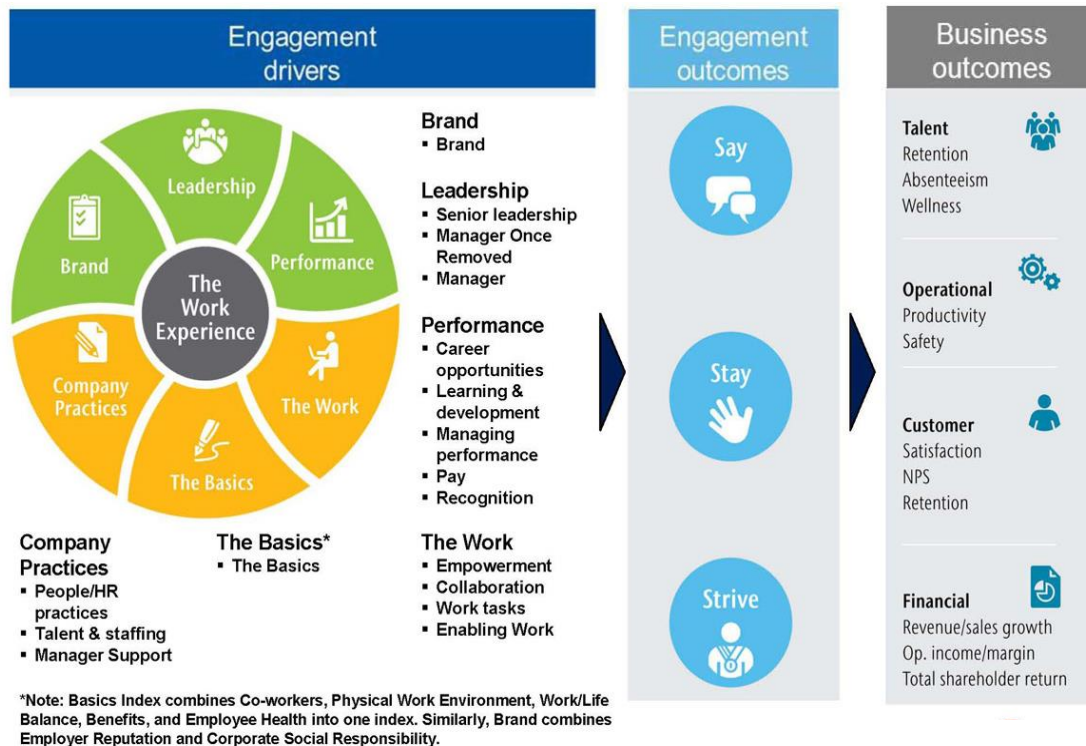 Engagement
drivers
Leadership
Brand
Performance
The
Work
Experience
Company
Practices
The Work
The Basics
Brand
▪ Brand
Leadership
▪ Senior leadership
▪ Manager Once
Removed
▪ Manager
Performance
▪ Career
opportunities
▪ Learning &
development
▪ Managing
performance
▪ Pay
▪ Recognition
Company
Practices
▪ People/HR
practices
▪ Talent & staffing
▪ Manager Support
The Basics*
▪ The Basics
The Work
▪ Empowerment
▪ Collaboration
▪ Work tasks
▪ Enabling Work
*Note: Basics Index combines Co-workers, Physical Work Environment, Work/Life
Balance, Benefits, and Employee Health into one index. Similarly, Brand combines
Employer Reputation and Corporate Social Responsibility.
Engagement
outcomes
Say
Stay
Strive
Business
outcomes
Talent
Retention
Absenteeism
Wellness
Operational
Productivity
Safety
Customer
Satisfaction
NPS
Retention
Financial
Revenue/sales growth
Op. income/margin
Total shareholder return